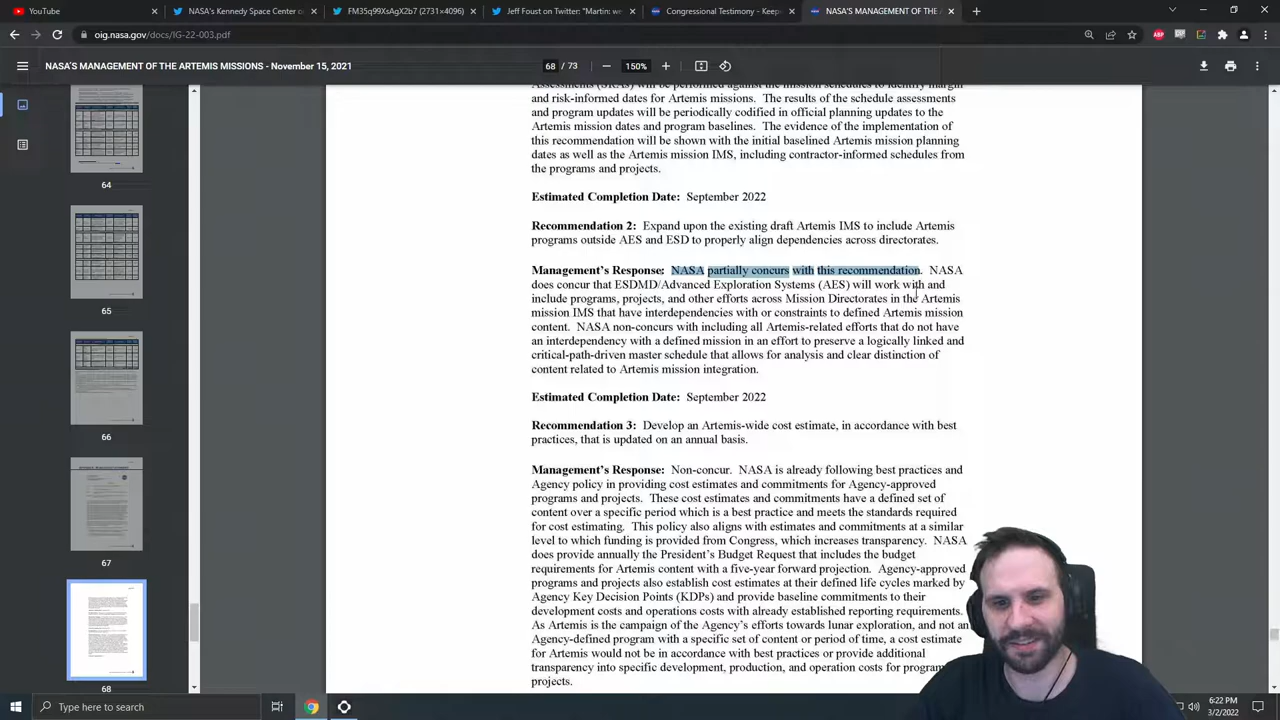 YouTube
NASA's Kennedy Space Center o
FM35q99XsAgX2b7 (2731×4096)
Jeff Foust on Twitter: "Martin: we
Congressional Testimony - Keep
NASA'S MANAGEMENT OF THE A
oig.nasa.gov/docs/IG-22-003.pdf
NASA'S MANAGEMENT OF THE ARTEMIS MISSIONS - November 15, 2021
68 / 73
150%
64
65
66
67
68
Assessments (SRAs) will be performed against the mission schedules to identify margin
and risk-informed dates for Artemis missions. The results of the schedule assessments
and program updates will be periodically codified in official planning updates to the
Artemis mission dates and program baselines. The evidence of the implementation of
this recommendation will be shown with the initial baselined Artemis mission planning
dates as well as the Artemis mission IMS, including contractor-informed schedules from
the programs and projects.
Estimated Completion Date: September 2022
Recommendation 2: Expand upon the existing draft Artemis IMS to include Artemis
programs outside AES and ESD to properly align dependencies across directorates.
Management's Response: NASA partially concurs with this recommendation. NASA
does concur that ESDMD/Advanced Exploration Systems (AES) will work with and
include programs, projects, and other efforts across Mission Directorates in the Artemis
mission IMS that have interdependencies with or constraints to defined Artemis mission
content. NASA non-concurs with including all Artemis-related efforts that do not have
an interdependency with a defined mission in an effort to preserve a logically linked and
critical-path-driven master schedule that allows for analysis and clear distinction of
content related to Artemis mission integration.
Estimated Completion Date: September 2022
Recommendation 3: Develop an Artemis-wide cost estimate, in accordance with best
practices, that is updated on an annual basis.
Management's Response: Non-concur. NASA is already following best practices and
Agency policy in providing cost estimates and commitments for Agency-approved
programs and projects. These cost estimates and commitments have a defined set of
content over a specific period which is a best practice and meets the standards required
for cost estimating. This policy also aligns with estimates and commitments at a similar
level to which funding is provided from Congress, which increases transparency. NASA
does provide annually the President's Budget Request that includes the budget
requirements for Artemis content with a five-year forward projection. Agency-approved
programs and projects also establish cost estimates at their defined life cycles marked by
Agency Key Decision Points (KDPs) and provide baseline commitments to their
development costs and operations costs with already established reporting requirements.
As Artemis is the campaign of the Agency's efforts towards lunar exploration, and not an
Agency-defined program with a specific set of content or period of time, a cost estimate
for Artemis would not be in accordance with best practices or provide additional
transparency into specific development, production, and operation costs for program
projects.
Type here to search
6:22 PM
3/2/2022